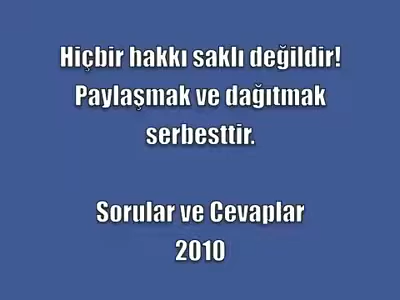 Hiçbir hakkı saklı değildir!
Paylaşmak ve dağıtmak
serbesttir.
Sorular ve Cevaplar
2010